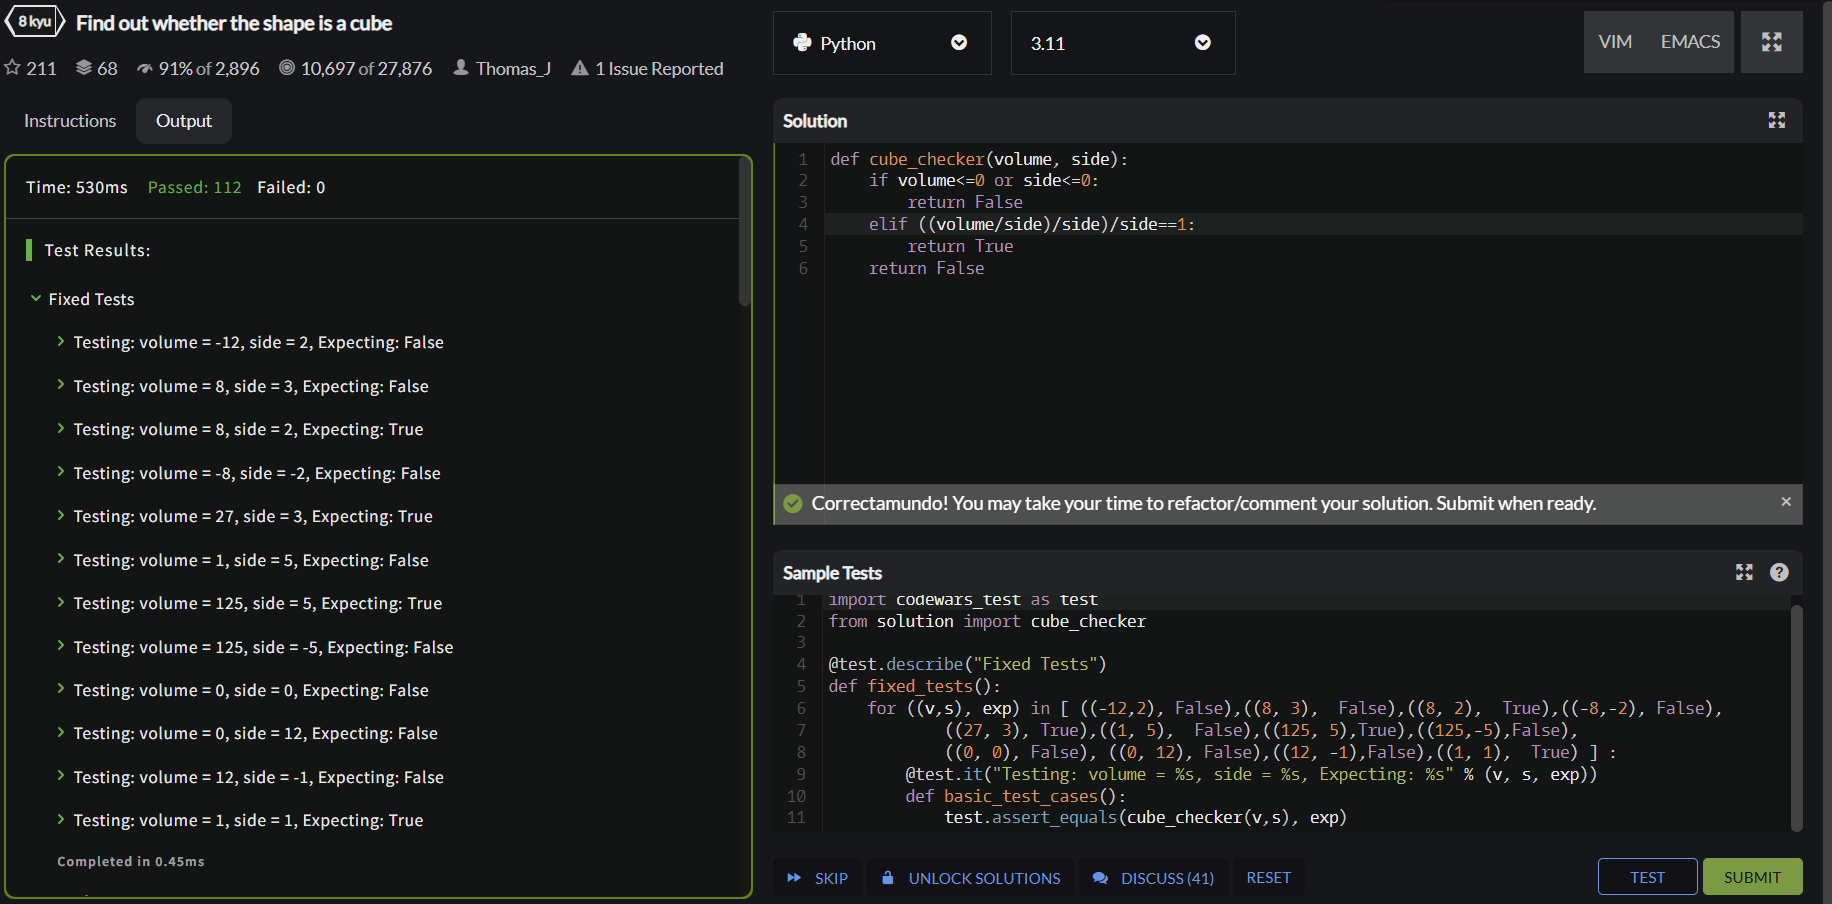 8 kyu Find out whether the shape is a cube
211 68 91% of 2,896 10,697 of 27,876 Thomas_J 1 Issue Reported
Instructions Output
Time: 530ms Passed: 112 Failed: 0
Test Results:
Fixed Tests
Testing: volume = -12, side = 2, Expecting: False
Testing: volume = 8, side = 3, Expecting: False
Testing: volume = 8, side = 2, Expecting: True
Testing: volume = -8, side = -2, Expecting: False
Testing: volume = 27, side = 3, Expecting: True
Testing: volume = 1, side = 5, Expecting: False
Testing: volume = 125, side = 5, Expecting: True
Testing: volume = 125, side = -5, Expecting: False
Testing: volume = 0, side = 0, Expecting: False
Testing: volume = 0, side = 12, Expecting: False
Testing: volume = 12, side = -1, Expecting: False
Testing: volume = 1, side = 1, Expecting: True
Completed in 0.45ms
Python 3.11 VIM EMACS
Solution
1 def cube_checker(volume, side):
2     if volume<=0 or side<=0:
3         return False
4     elif ((volume/side)/side)/side==1:
5         return True
6     return False
Correctamundo! You may take your time to refactor/comment your solution. Submit when ready. ×
Sample Tests ?
1 import codewars_test as test
2 from solution import cube_checker
3
4 @test.describe("Fixed Tests")
5 def fixed_tests():
6     for ((v,s), exp) in [ ((-12,2), False),((8, 3),  False),((8, 2),  True),((-8,-2), False),
7             ((27, 3), True),((1, 5),  False),((125, 5),True),((125,-5),False),
8             ((0, 0), False), ((0, 12), False),((12, -1),False),((1, 1),  True) ] :
9         @test.it("Testing: volume = %s, side = %s, Expecting: %s" % (v, s, exp))
10         def basic_test_cases():
11             test.assert_equals(cube_checker(v,s), exp)
SKIP UNLOCK SOLUTIONS DISCUSS (41) RESET TEST SUBMIT